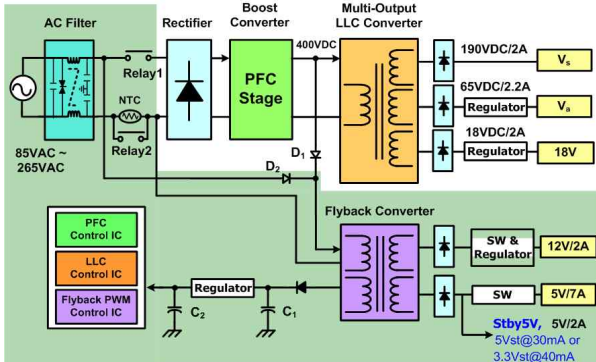 AC Filter
Rectifier
Boost
Converter
Multi-Output
LLC Converter
Relay1
NTC
Relay2
85VAC ~
265VAC
PFC
Stage
400VDC
190VDC/2A
Vs
65VDC/2.2A
Regulator
Va
18VDC/2A
Regulator
18V
D1
D2
Flyback Converter
PFC
Control IC
LLC
Control IC
Flyback PWM
Control IC
Regulator
C2
C1
SW &
Regulator
12V/2A
SW
5V/7A
Stby5V, 5V/2A
5Vst@30mA or
3.3Vst@40mA